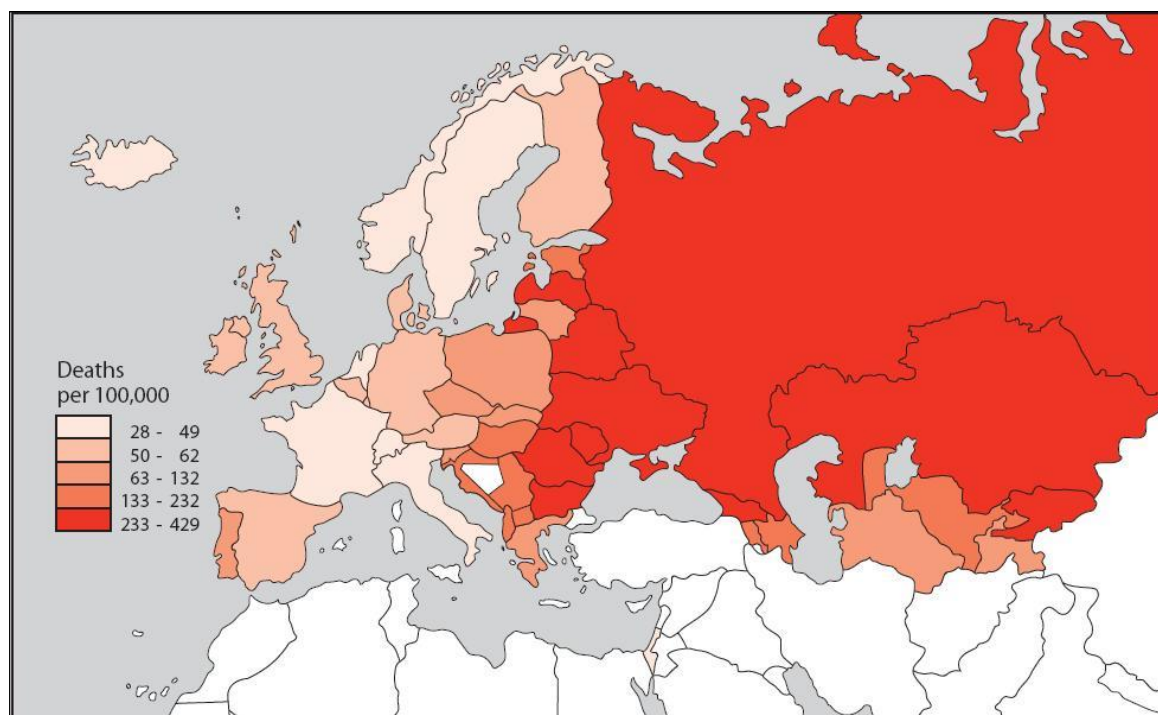 Deaths
per 100,000
28 - 49
50 - 62
63 - 132
133 - 232
233 - 429